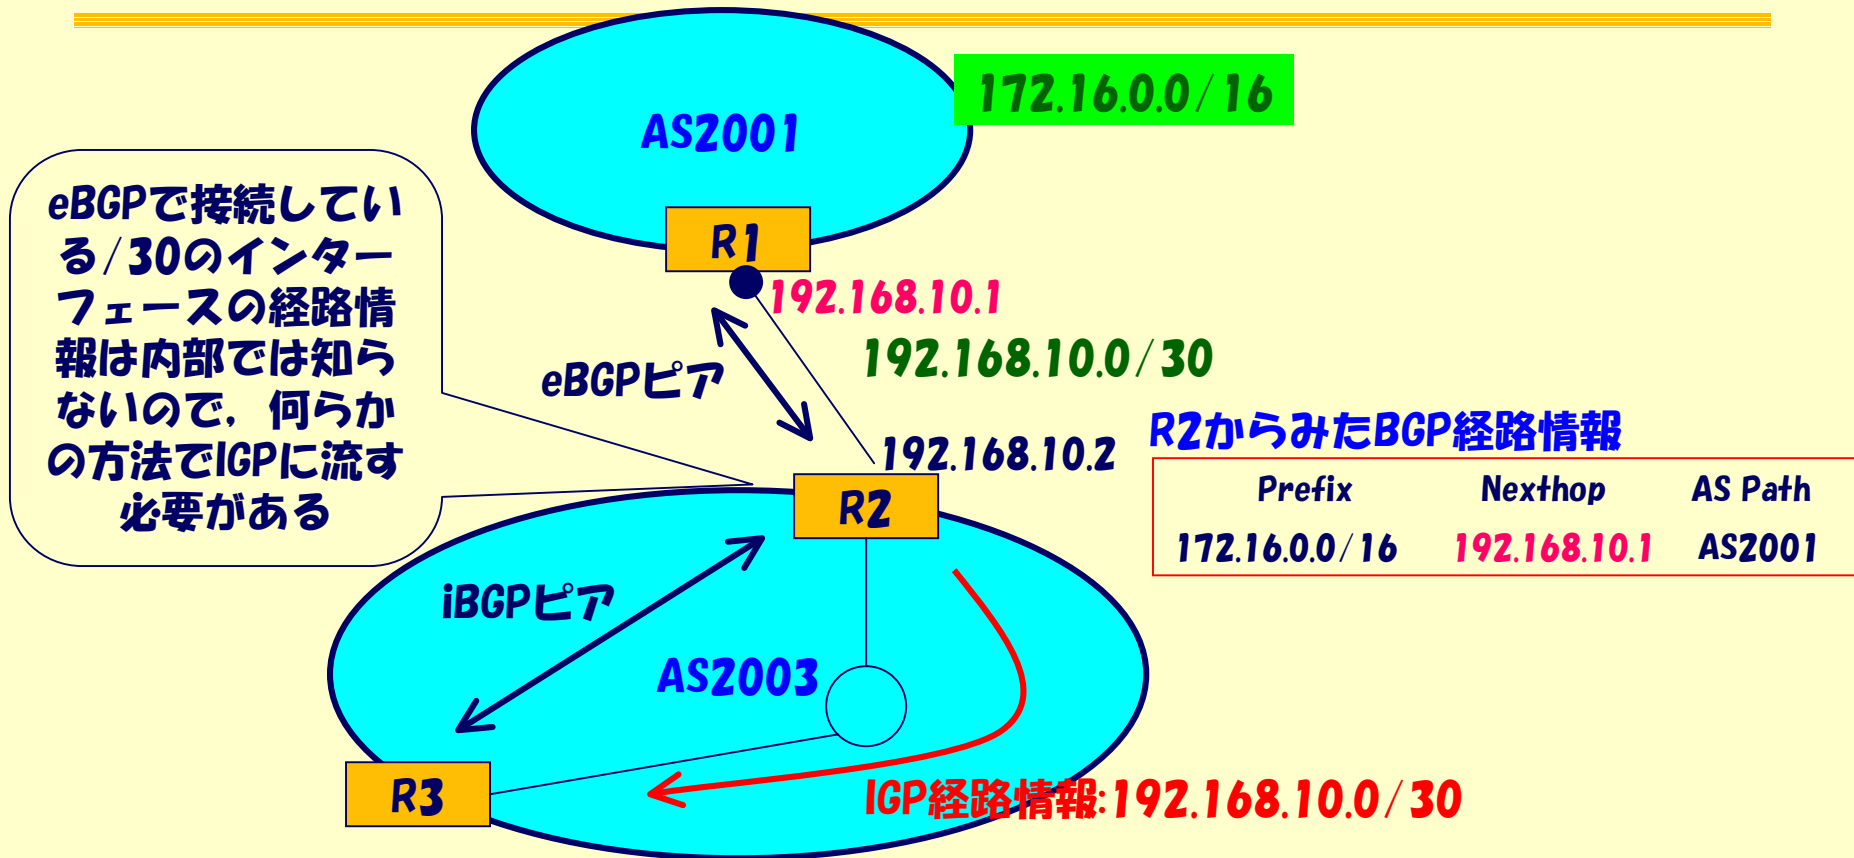 AS2001
172.16.0.0/16
eBGPで接続してい
る/30のインター
フェースの経路情
報は内部では知ら
ないので，何らか
の方法でIGPに流す
必要がある
R1
192.168.10.1
192.168.10.0/30
eBGPピア
192.168.10.2
R2からみたBGP経路情報
Prefix Nexthop AS Path
172.16.0.0/16 192.168.10.1 AS2001
R2
iBGPピア
AS2003
R3
IGP経路情報:192.168.10.0/30